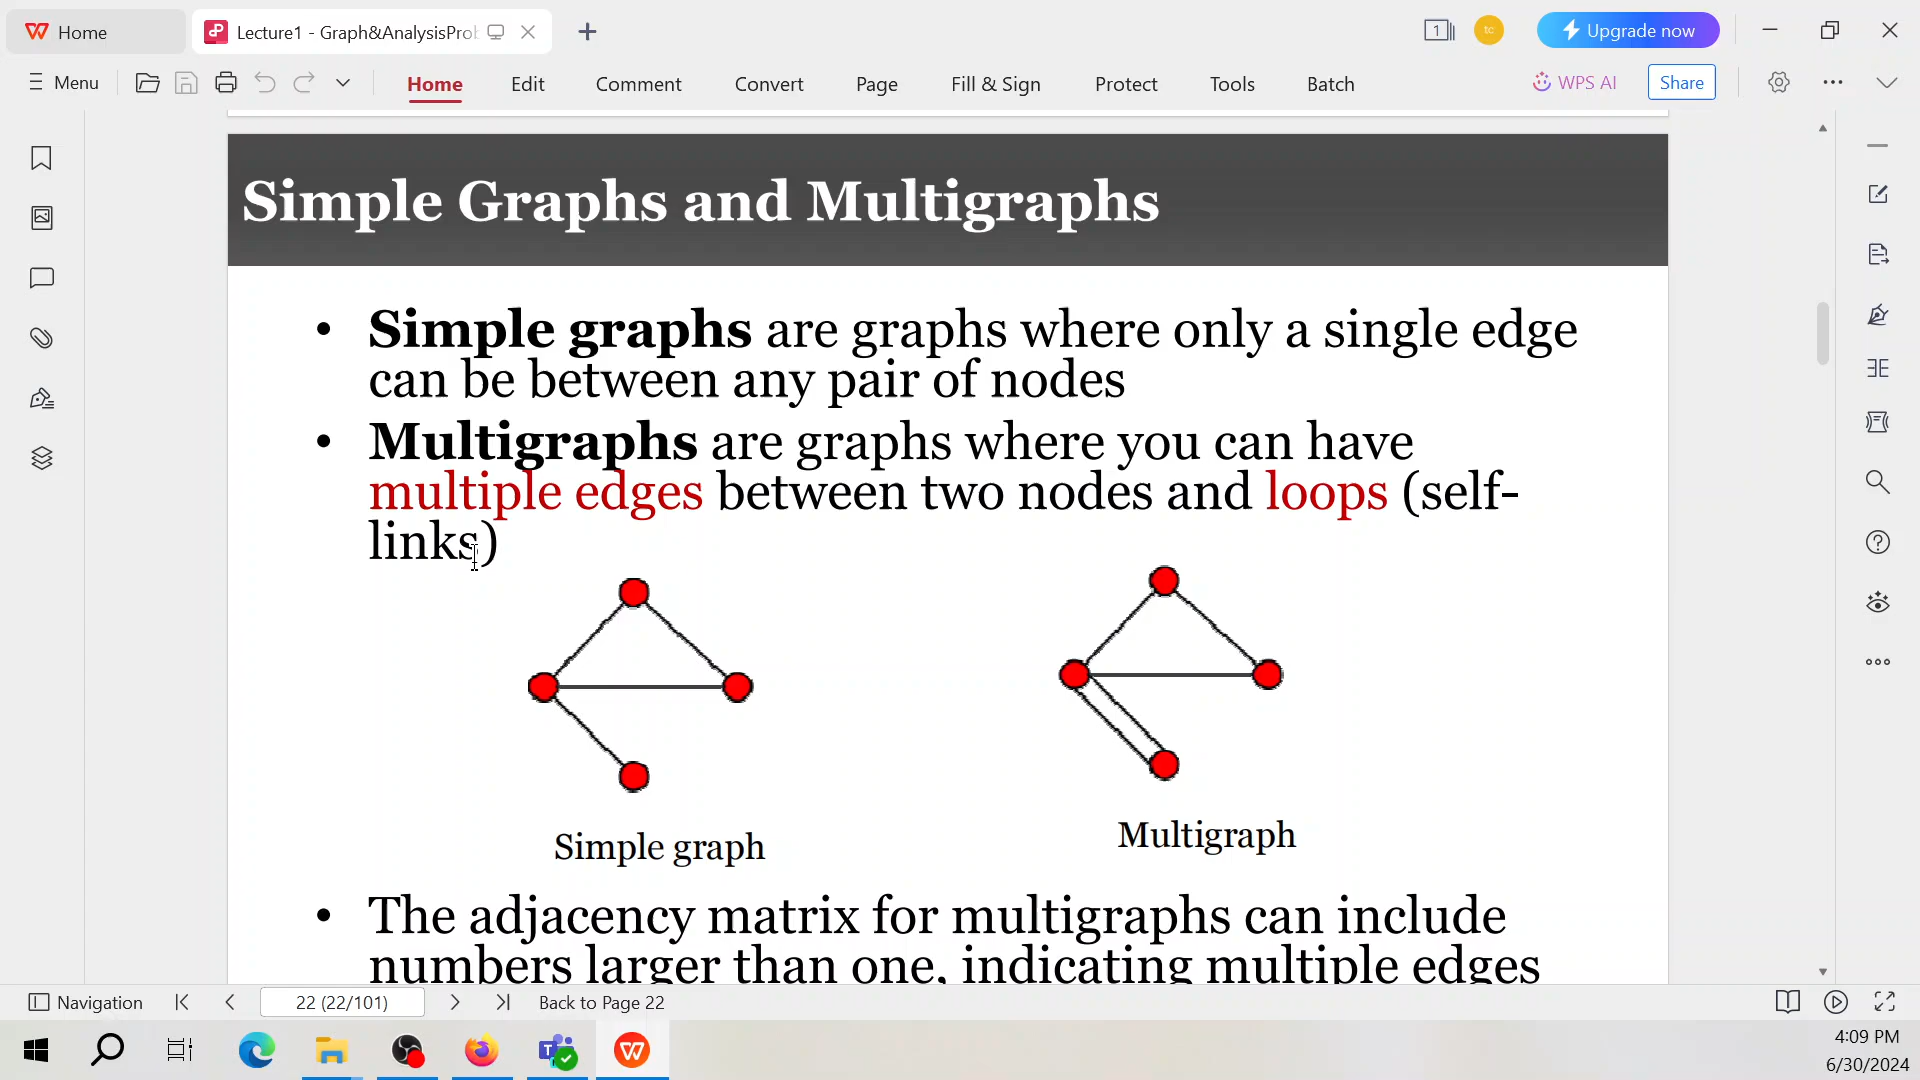 Home
Lecture1 - Graph&AnalysisPro
1
tc
Upgrade now
Menu
Home Edit Comment Convert Page Fill & Sign Protect Tools Batch
WPS AI
Share
Simple Graphs and Multigraphs
• Simple graphs are graphs where only a single edge
can be between any pair of nodes
• Multigraphs are graphs where you can have
multiple edges between two nodes and loops (self-
links)
Simple graph
Multigraph
• The adjacency matrix for multigraphs can include
numbers larger than one, indicating multiple edges
Navigation
22 (22/101)
Back to Page 22
4:09 PM
6/30/2024